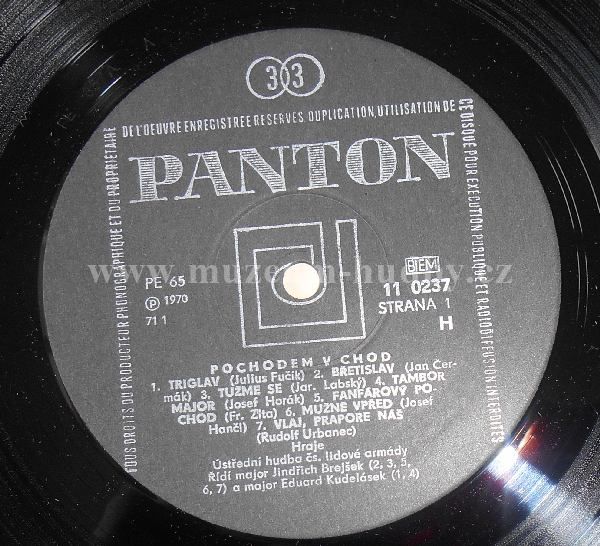 33
DE L'OEUVRE ENREGISTREE RESERVES DUPLICATION, UTILISATION DE
CE DISQUE POUR EXECUTION PUBLIQUE ET RADIODIFFUSION INTERDITES
TOUS DROITS DU PRODUCTEUR PHONOGRAPHIQUE ET DU PROPRIETAIRE
PANTON
www.muzeum-hudby.cz
PE 65
Ⓟ 1970
71 1
BIEM
11 0237
STRANA 1
H
POCHODEM V CHOD
1. TRIGLAV (Julius Fučík) 2. BŘETISLAV (Jan Čer-
mák) 3. TUŽME SE (Jar. Labský) 4. TAMBOR
MAJOR (Josef Horák) 5. FANFÁROVÝ PO-
CHOD (Fr. Zita) 6. MUŽNĚ VPŘED (Josef
Hančl) 7. VLAJ, PRAPORE NÁŠ
(Rudolf Urbanec)
Hraje
Ústřední hudba čs. lidové armády
Řídí major Jindřich Brejšek (2, 3, 5,
6, 7) a major Eduard Kudelásek (1, 4)